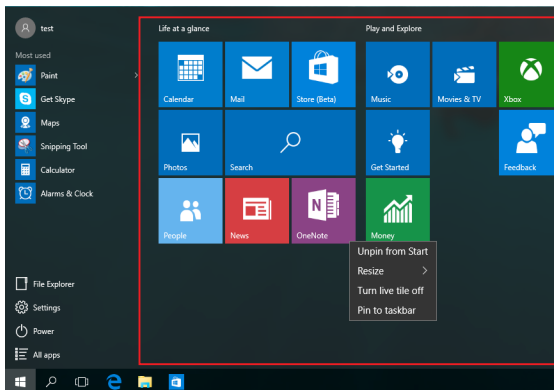 test
Most used
Paint
Get Skype
Maps
Snipping Tool
Calculator
Alarms & Clock
File Explorer
Settings
Power
All apps
Life at a glance
Calendar
Mail
Store (Beta)
Photos
Search
People
News
OneNote
Play and Explore
Music
Movies & TV
Xbox
Get Started
Feedback
Money
Unpin from Start
Resize
Turn live tile off
Pin to taskbar